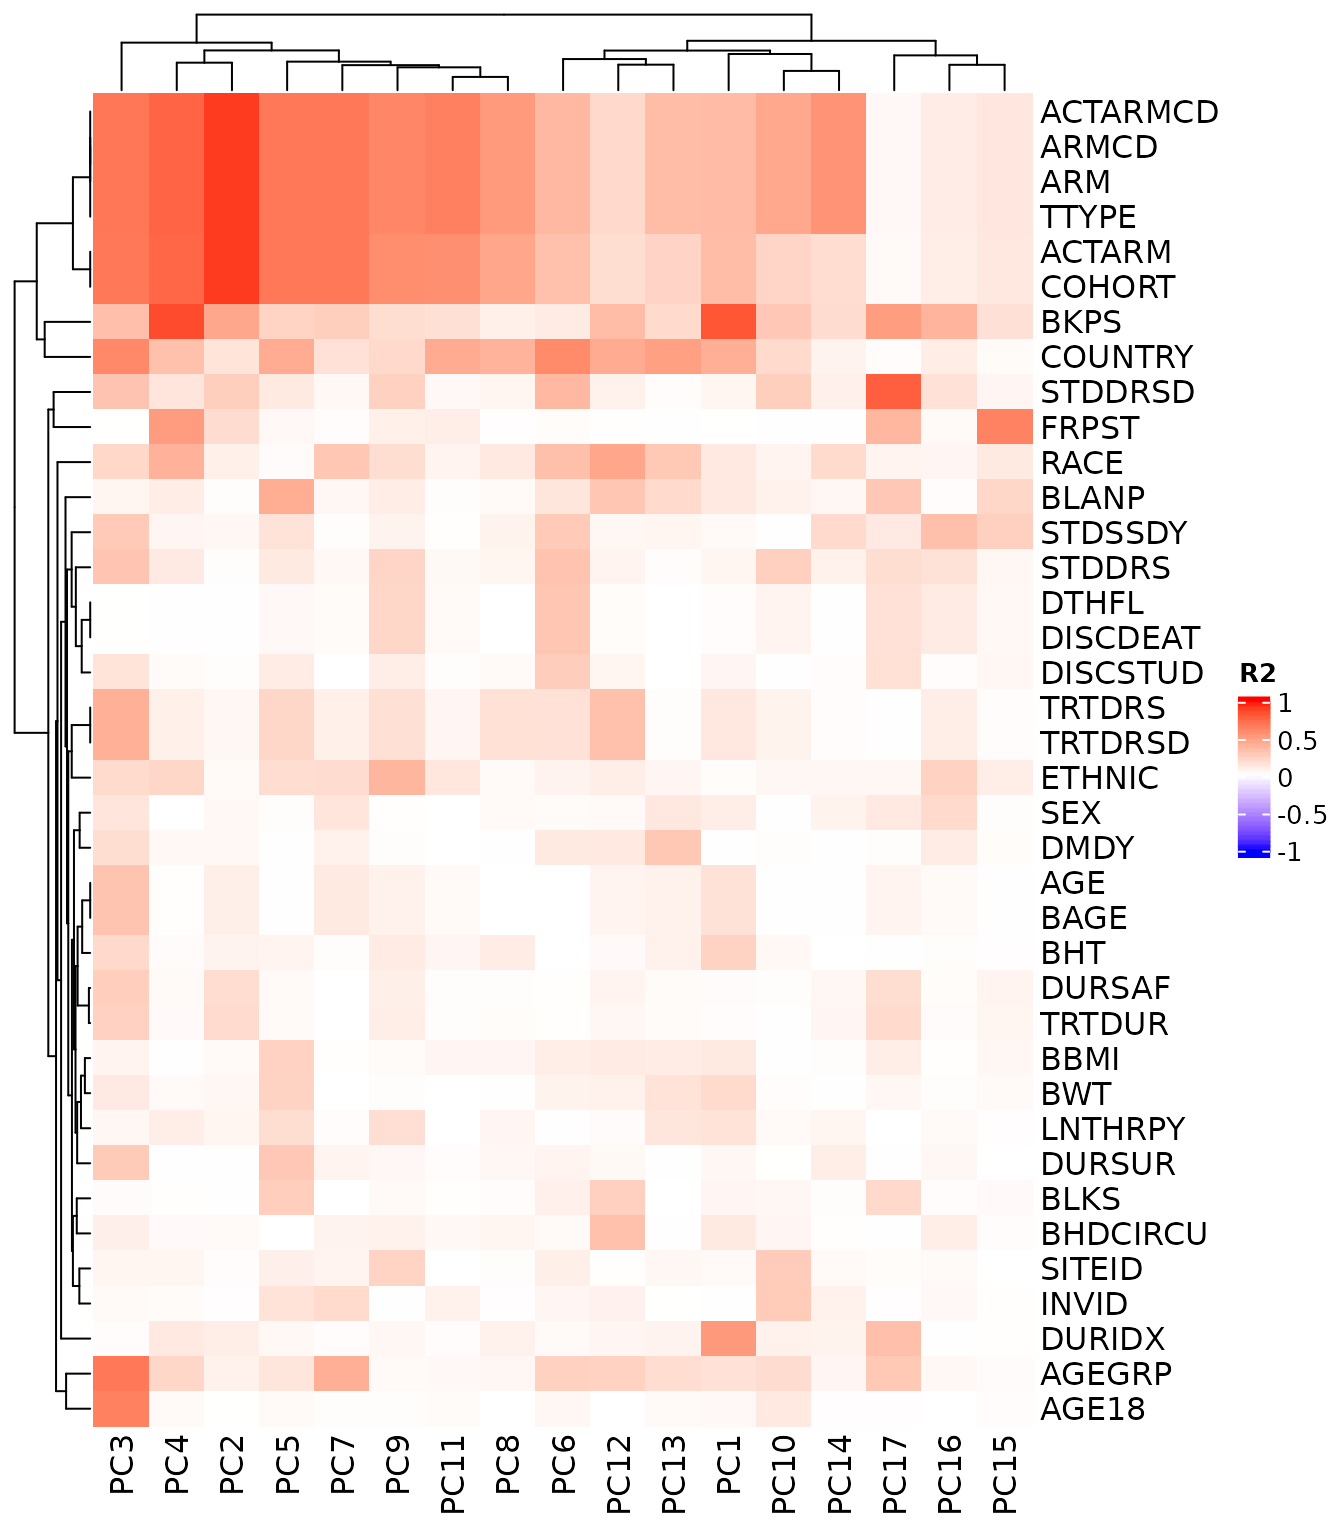 ACTARMCD
ARMCD
ARM
TTYPE
ACTARM
COHORT
BKPS
COUNTRY
STDDRSD
FRPST
RACE
BLANP
STDSSDY
STDDRS
DTHFL
DISCDEAT
DISCSTUD
TRTDRS
TRTDRSD
ETHNIC
SEX
DMDY
AGE
BAGE
BHT
DURSAF
TRTDUR
BBMI
BWT
LNTHRPY
DURSUR
BLKS
BHDCIRCU
SITEID
INVID
DURIDX
AGEGRP
AGE18
R2
1
0.5
0
-0.5
-1
PC3
PC4
PC2
PC5
PC7
PC9
PC11
PC8
PC6
PC12
PC13
PC1
PC10
PC14
PC17
PC16
PC15